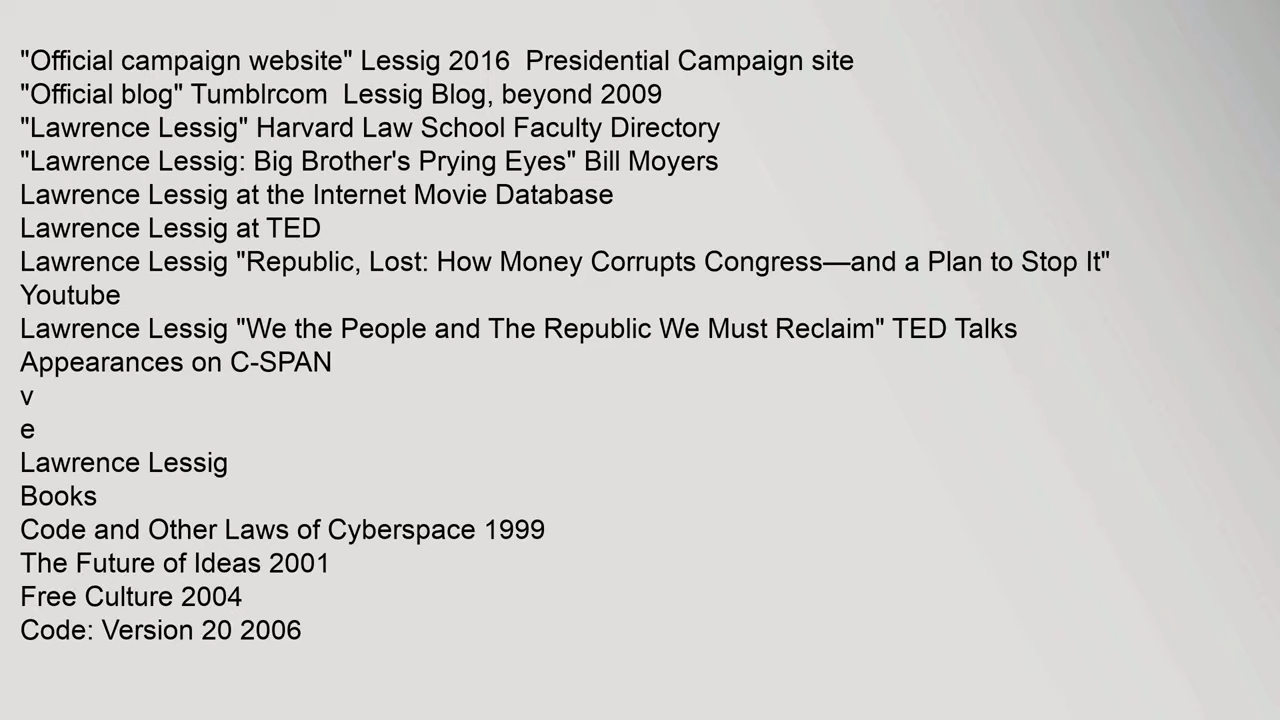 "Official campaign website" Lessig 2016  Presidential Campaign site
"Official blog" Tumblrcom  Lessig Blog, beyond 2009
"Lawrence Lessig" Harvard Law School Faculty Directory
"Lawrence Lessig: Big Brother's Prying Eyes" Bill Moyers
Lawrence Lessig at the Internet Movie Database
Lawrence Lessig at TED
Lawrence Lessig "Republic, Lost: How Money Corrupts Congress—and a Plan to Stop It"
Youtube
Lawrence Lessig "We the People and The Republic We Must Reclaim" TED Talks
Appearances on C-SPAN
v
e
Lawrence Lessig
Books
Code and Other Laws of Cyberspace 1999
The Future of Ideas 2001
Free Culture 2004
Code: Version 20 2006